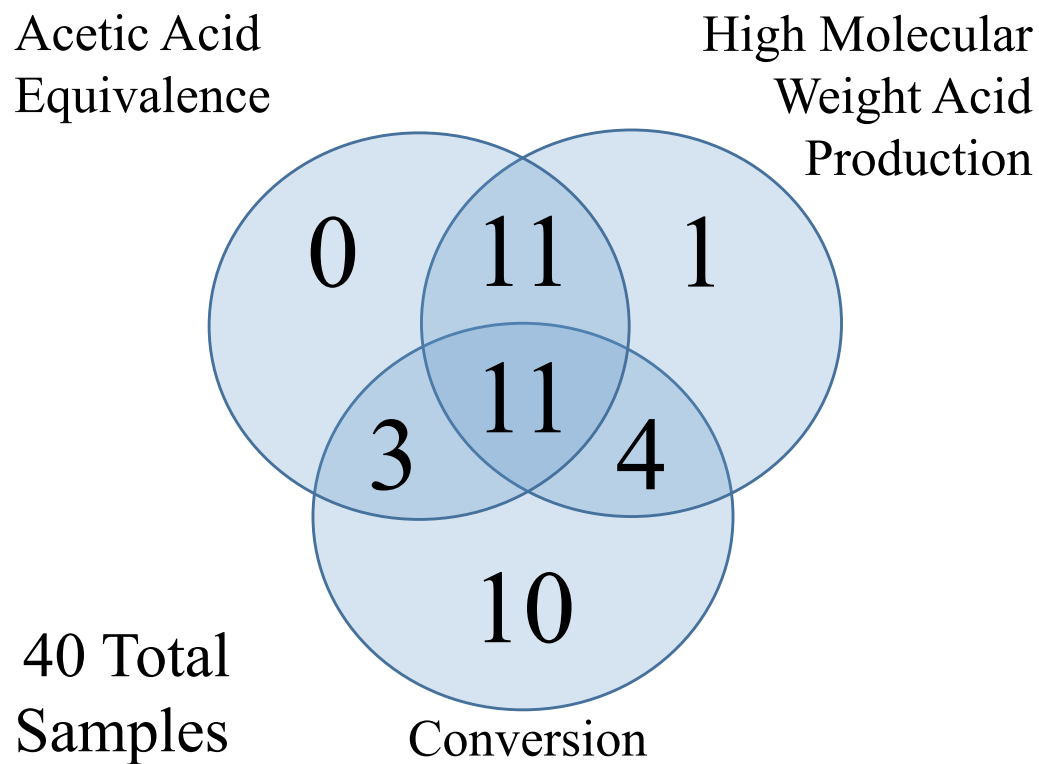 Acetic Acid
Equivalence
High Molecular
Weight Acid
Production
0
11
1
11
3
4
10
40 Total
Samples
Conversion